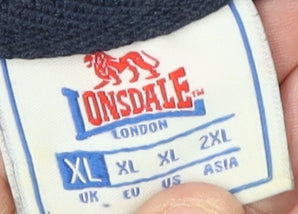 LONSDALE™
LONDON
XL XL XL 2XL
UK EU US ASIA